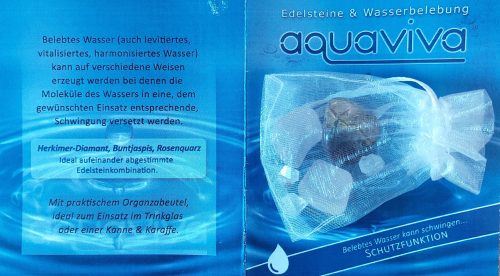 Belebtes Wasser (auch levitiertes,
vitalisiertes, harmonisiertes Wasser)
kann auf verschiedene Weisen
erzeugt werden bei denen die
Moleküle des Wassers in eine, dem
gewünschten Einsatz entsprechende,
Schwingung versetzt werden.
Herkimer-Diamant, Buntjaspis, Rosenquarz
Ideal aufeinander abgestimmte
Edelsteinkombination.
Mit praktischem Organzabeutel,
ideal zum Einsatz im Trinkglas
oder einer Kanne & Karaffe.
Edelsteine & Wasserbelebung
aquaviva
Belebtes Wasser kann schwingen...
SCHUTZFUNKTION